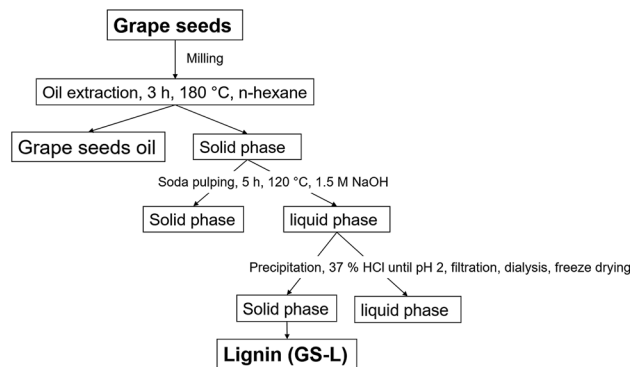 Grape seeds
Milling
Oil extraction, 3 h, 180 °C, n-hexane
Grape seeds oil
Solid phase
Soda pulping, 5 h, 120 °C, 1.5 M NaOH
Solid phase
liquid phase
Precipitation, 37 % HCl until pH 2, filtration, dialysis, freeze drying
Solid phase
liquid phase
Lignin (GS-L)